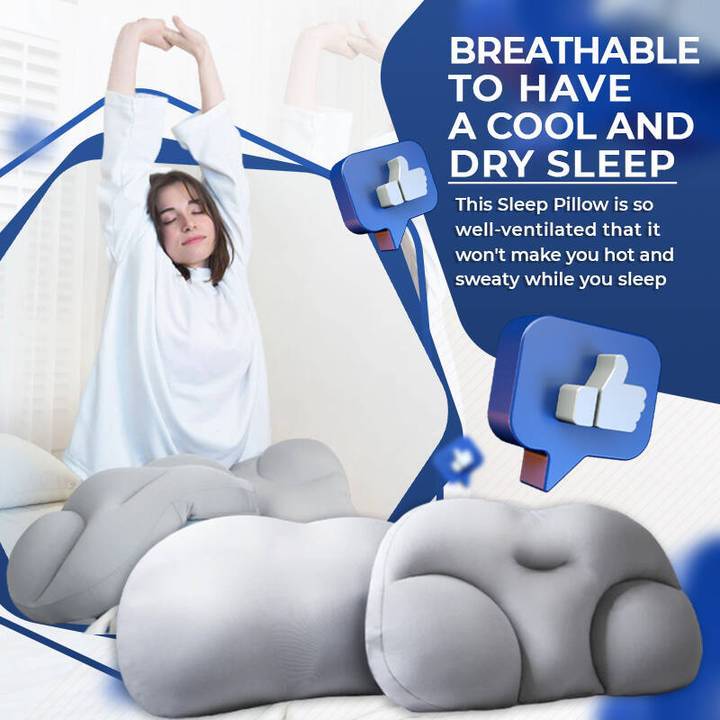 BREATHABLE
TO HAVE
A COOL AND
DRY SLEEP
This Sleep Pillow is so
well-ventilated that it
won't make you hot and
sweaty while you sleep